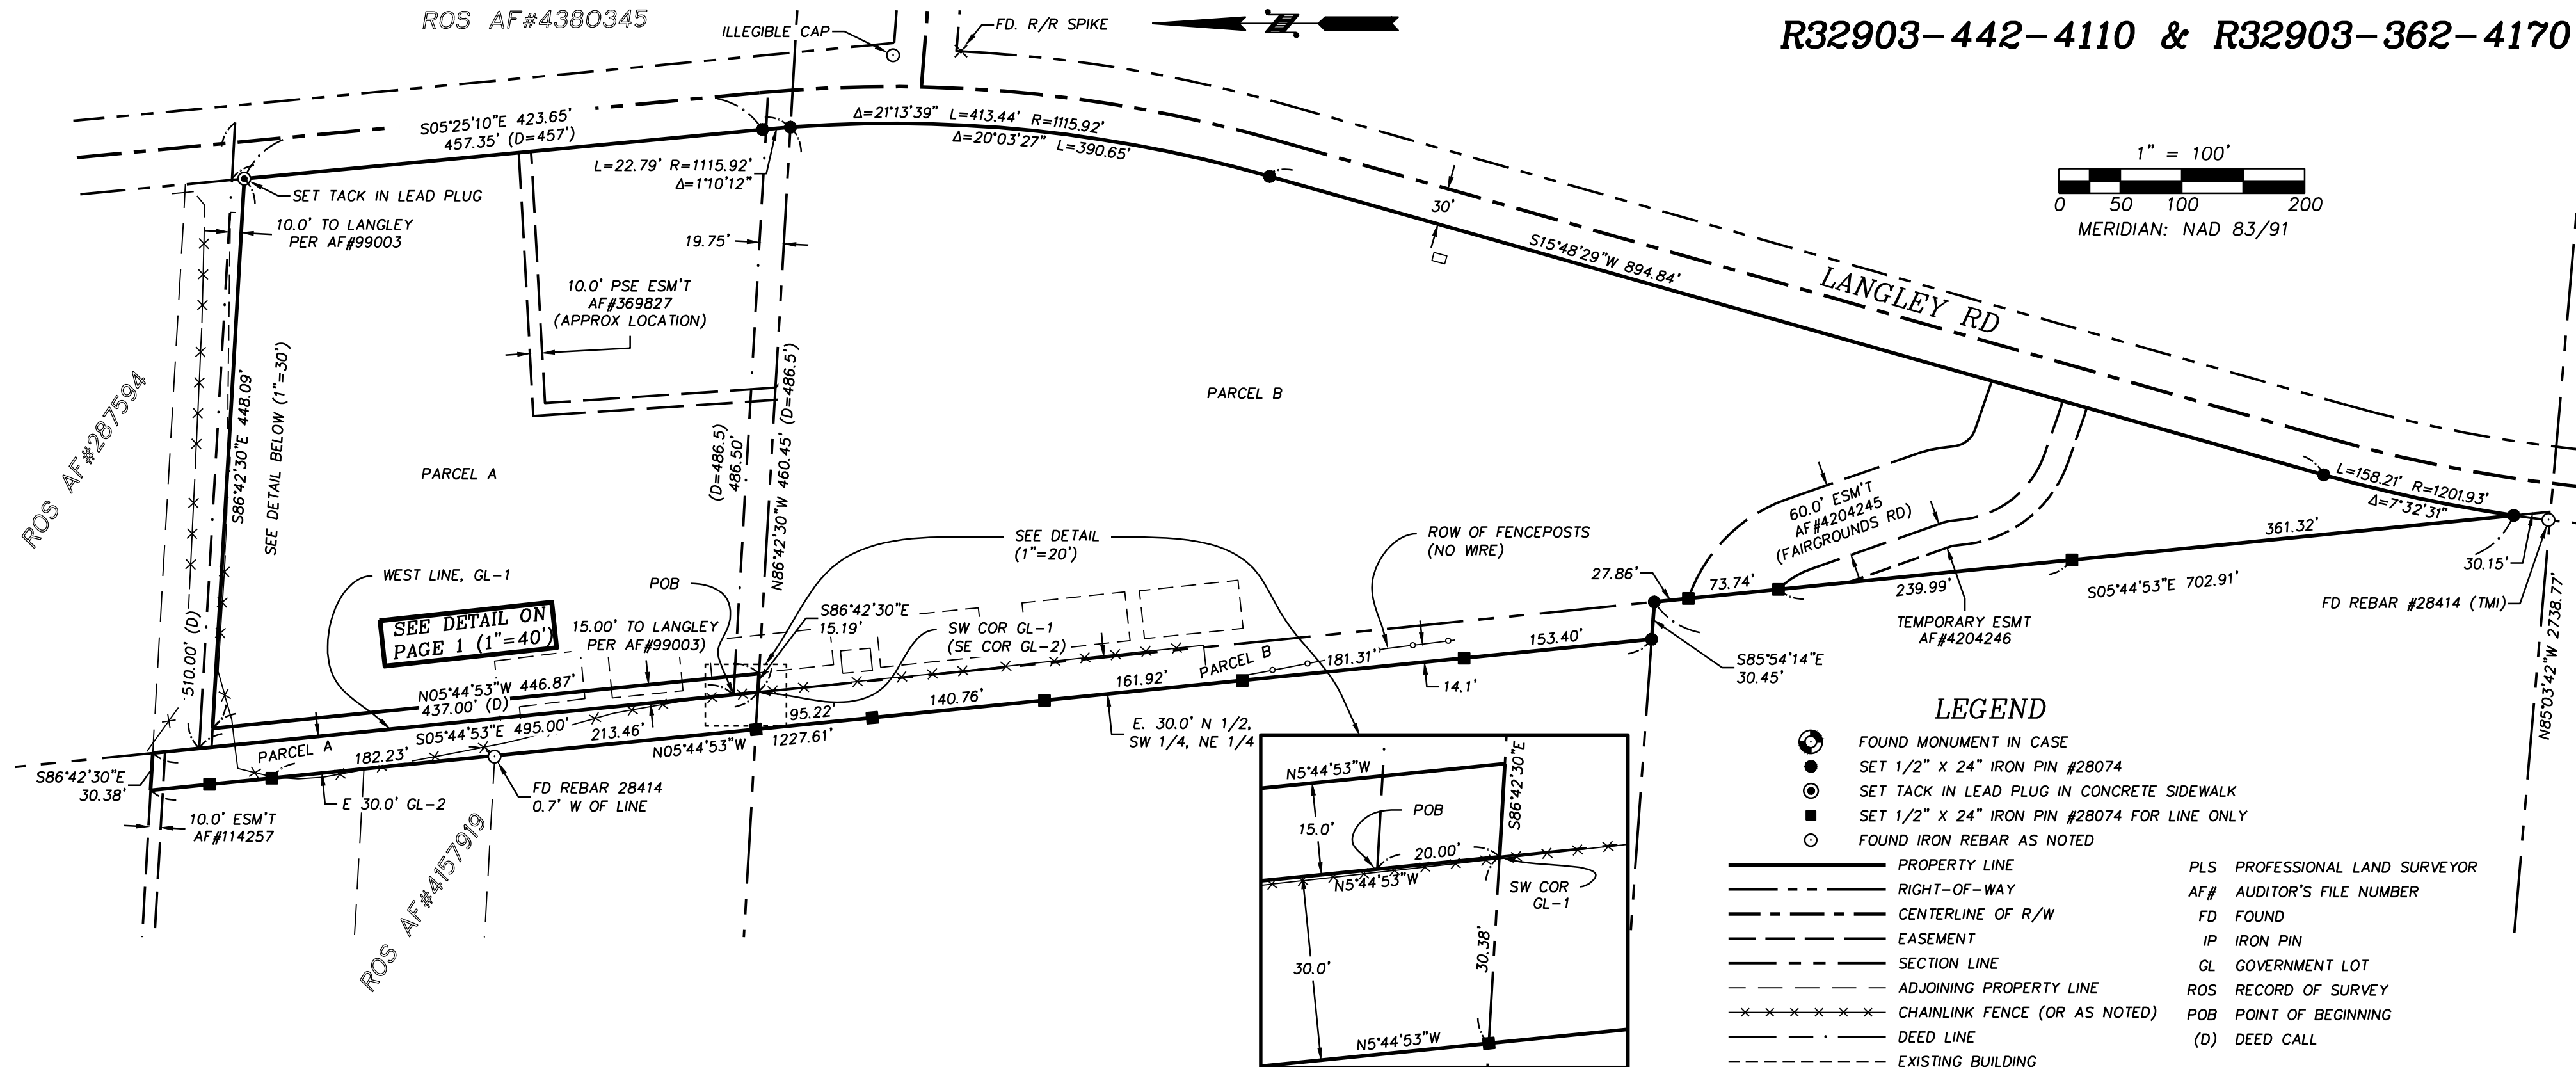 ROS AF#4380345
ILLEGIBLE CAP
FD. R/R SPIKE
N
R32903-442-4110 & R32903-362-4170
S05°25'10"E 423.65'
457.35' (D=457')
Δ=21°13'39" L=413.44' R=1115.92'
Δ=20°03'27" L=390.65'
L=22.79' R=1115.92'
Δ=1°10'12"
SET TACK IN LEAD PLUG
10.0' TO LANGLEY
PER AF#99003
19.75'
30'
S15°48'29"W 894.84'
LANGLEY RD
1" = 100'
0 50 100 200
MERIDIAN: NAD 83/91
10.0' PSE ESM'T
AF#369827
(APPROX LOCATION)
ROS AF#287594
S86°42'30"E 448.09'
SEE DETAIL BELOW (1"=30')
PARCEL A
PARCEL B
(D=486.5)
486.50'
N86°42'30"W 460.45' (D=486.5')
60.0' ESM'T
AF#4204245
(FAIRGROUNDS RD)
L=158.21' R=1201.93'
Δ=7°32'31"
361.32'
30.15'
FD REBAR #28414 (TMI)
N85°03'42"W 2738.77'
WEST LINE, GL-1
POB
SEE DETAIL
(1"=20')
ROW OF FENCEPOSTS
(NO WIRE)
27.86'
73.74'
239.99'
S05°44'53"E 702.91'
TEMPORARY ESMT
AF#4204246
SEE DETAIL ON
PAGE 1 (1"=40')
15.00' TO LANGLEY
PER AF#99003)
S86°42'30"E
15.19'
SW COR GL-1
(SE COR GL-2)
510.00' (D)
N05°44'53"W 446.87'
437.00' (D)
S05°44'53"E 495.00'
PARCEL A
182.23'
213.46'
N05°44'53"W
1227.61'
95.22'
140.76'
161.92'
PARCEL B
181.31'
14.1'
153.40'
S85°54'14"E
30.45'
E. 30.0' N 1/2,
SW 1/4, NE 1/4
S86°42'30"E
30.38'
10.0' ESM'T
AF#114257
E 30.0' GL-2
FD REBAR 28414
0.7' W OF LINE
ROS AF#4157919
N5°44'53"W
S86°42'30"E
15.0'
POB
20.00'
N5°44'53"W
SW COR
GL-1
30.0'
30.38'
N5°44'53"W
LEGEND
FOUND MONUMENT IN CASE
SET 1/2" X 24" IRON PIN #28074
SET TACK IN LEAD PLUG IN CONCRETE SIDEWALK
SET 1/2" X 24" IRON PIN #28074 FOR LINE ONLY
FOUND IRON REBAR AS NOTED
PROPERTY LINE
RIGHT-OF-WAY
CENTERLINE OF R/W
EASEMENT
SECTION LINE
ADJOINING PROPERTY LINE
CHAINLINK FENCE (OR AS NOTED)
DEED LINE
EXISTING BUILDING
PLS PROFESSIONAL LAND SURVEYOR
AF# AUDITOR'S FILE NUMBER
FD FOUND
IP IRON PIN
GL GOVERNMENT LOT
ROS RECORD OF SURVEY
POB POINT OF BEGINNING
(D) DEED CALL